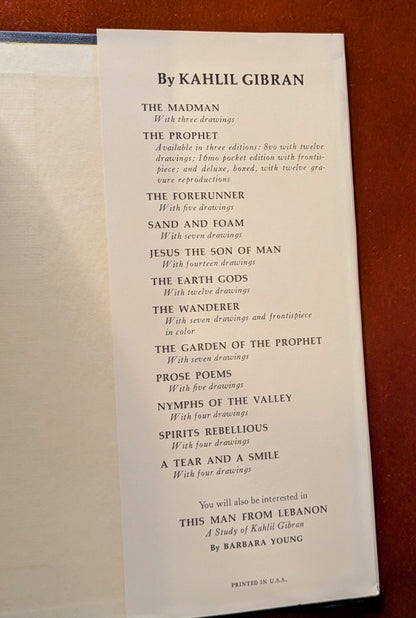 By KAHLIL GIBRAN
THE MADMAN
With three drawings
THE PROPHET
Available in three editions: 8vo with twelve
drawings; 16mo pocket edition with frontis-
piece; and deluxe, boxed, with twelve gra-
vure reproductions
THE FORERUNNER
With five drawings
SAND AND FOAM
With seven drawings
JESUS THE SON OF MAN
With fourteen drawings
THE EARTH GODS
With twelve drawings
THE WANDERER
With seven drawings and frontispiece
in color
THE GARDEN OF THE PROPHET
With seven drawings
PROSE POEMS
With five drawings
NYMPHS OF THE VALLEY
With four drawings
SPIRITS REBELLIOUS
With four drawings
A TEAR AND A SMILE
With four drawings
You will also be interested in
THIS MAN FROM LEBANON
A Study of Kahlil Gibran
By BARBARA YOUNG
PRINTED IN U.S.A.